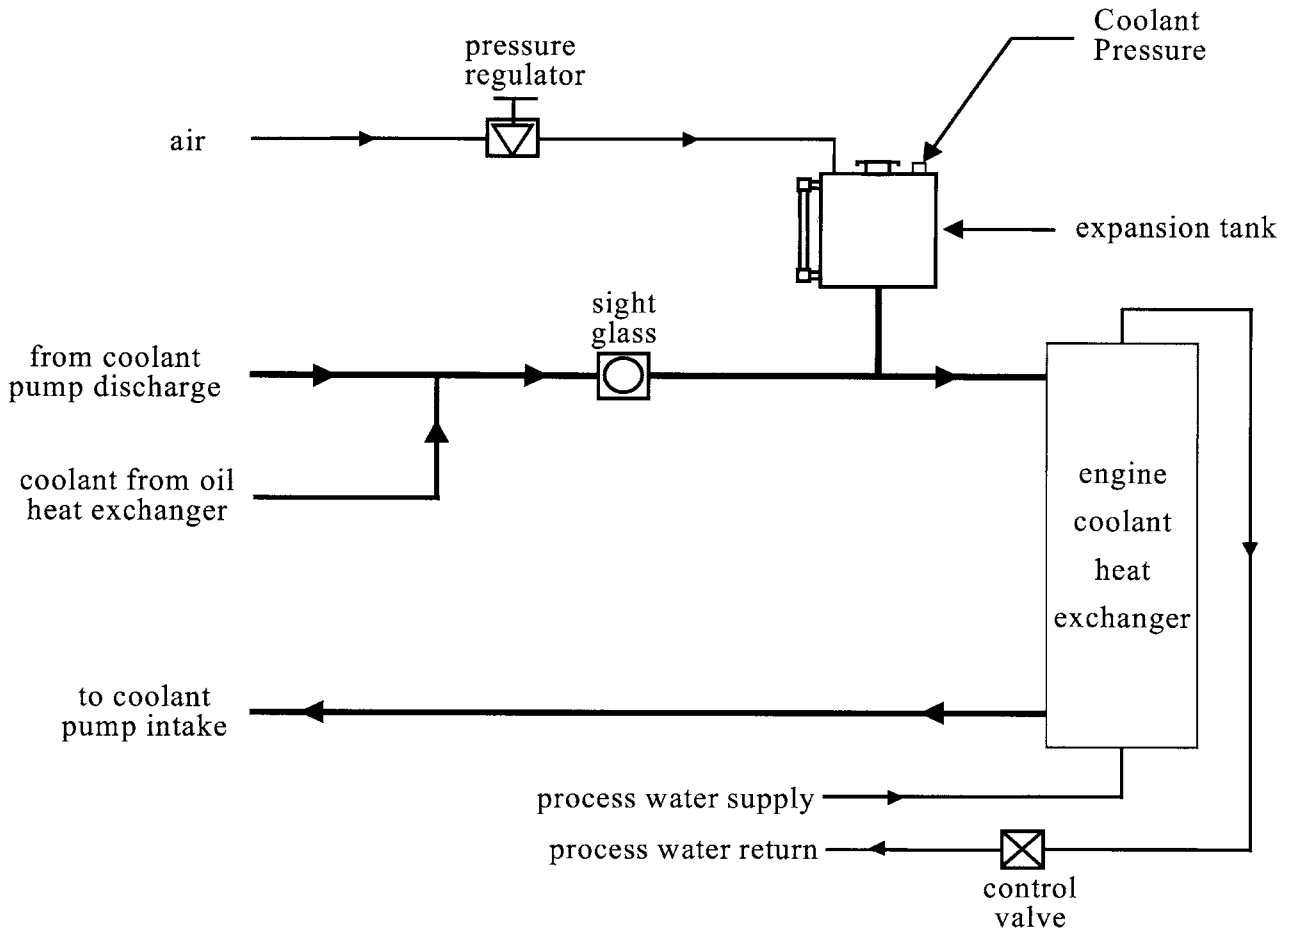 Coolant
Pressure
pressure
regulator
air
expansion tank
sight
glass
from coolant
pump discharge
coolant from oil
heat exchanger
engine
coolant
heat
exchanger
to coolant
pump intake
process water supply
process water return
control
valve